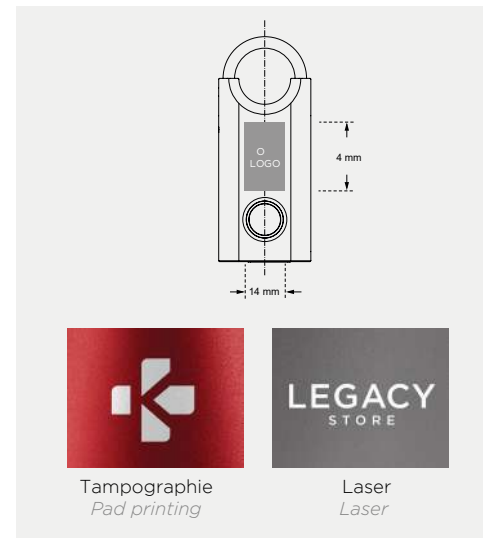 O
LOGO
4 mm
14 mm
LEGACY
STORE
Tampographie
Pad printing
Laser
Laser